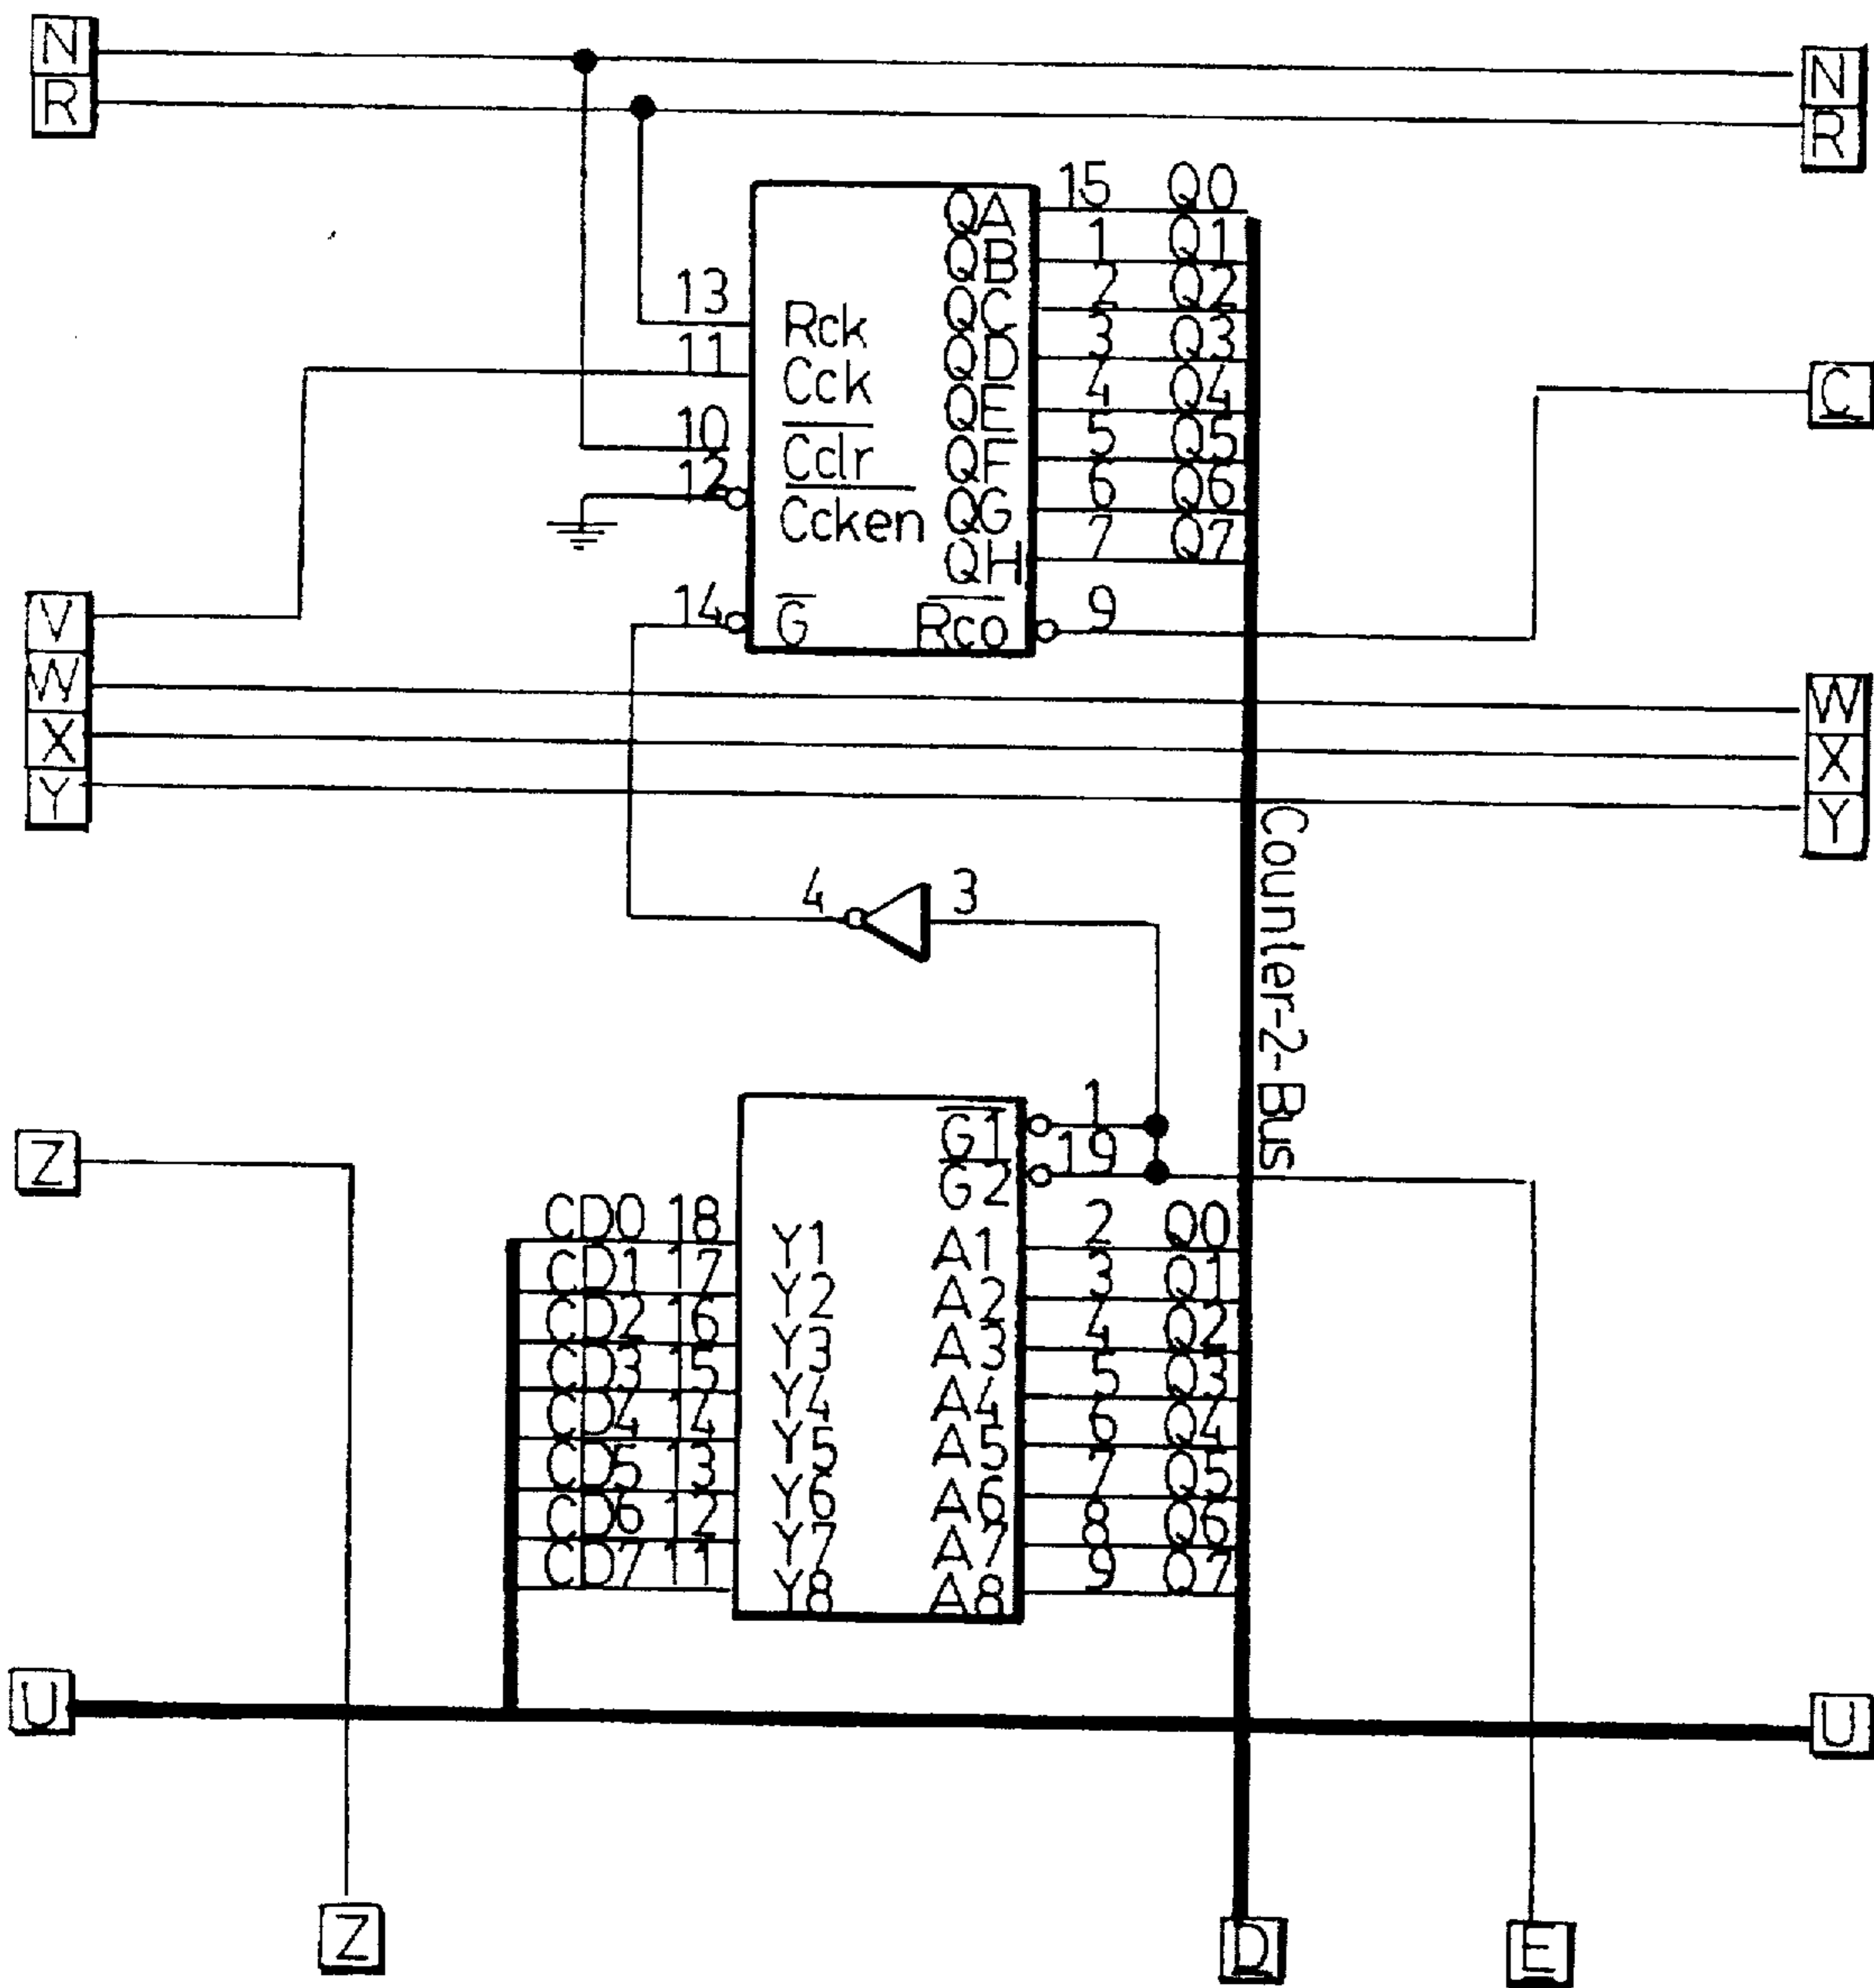 N N
R R
15 Q0
QA
1 Q1
QB
13 2 Q2
Rck QC
11 3 Q3
Cck QD
4 Q4 C
QE
10 5 Q5
Cclr QF
12 6 Q6
Ccken QG
7 Q7
QH
14 G Rco 9
V
W W
X X
Y Y
Counter-2-Bus
4 3
1
G1
Z 19
G2
CD0 18 2 Q0
Y1 A1
CD1 17 3 Q1
Y2 A2
CD2 16 4 Q2
Y3 A3
CD3 15 5 Q3
Y4 A4
CD4 14 6 Q4
Y5 A5
CD5 13 7 Q5
Y6 A6
CD6 12 8 Q6
Y7 A7
CD7 11 9 Q7
Y8 A8
U U
Z D E